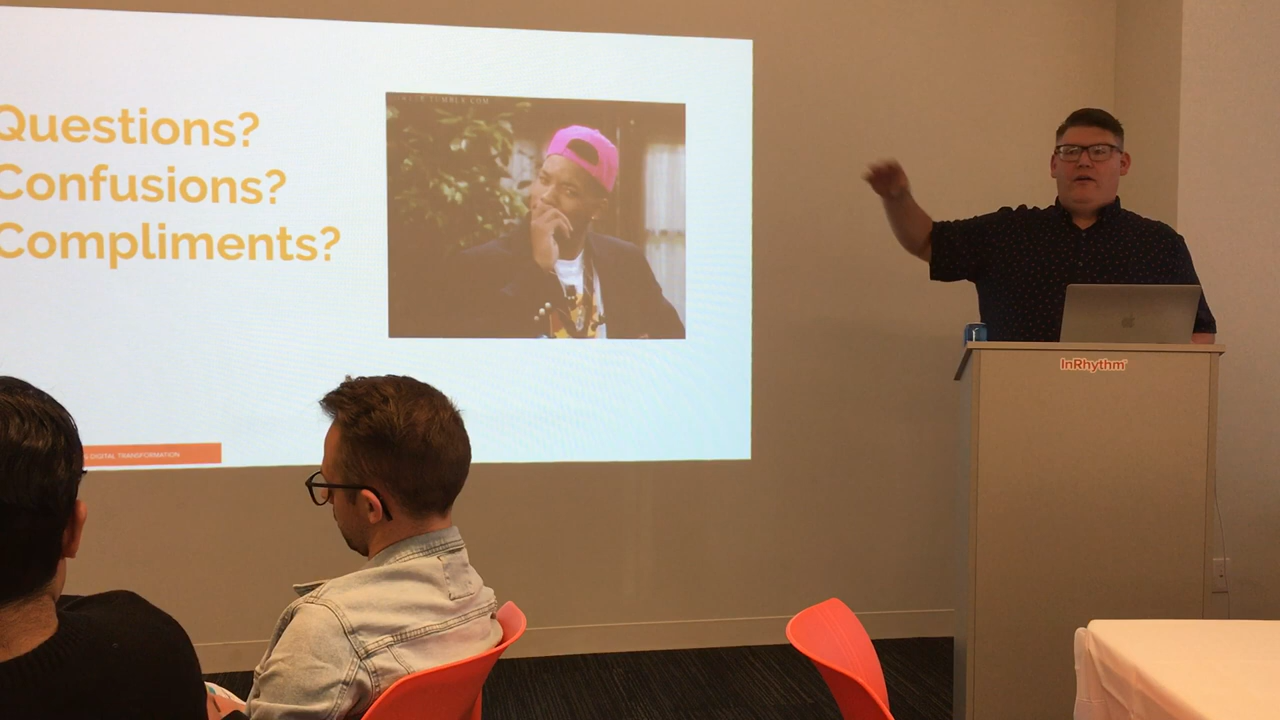 Questions?
Confusions?
Compliments?
DIGITAL TRANSFORMATION
InRhythm